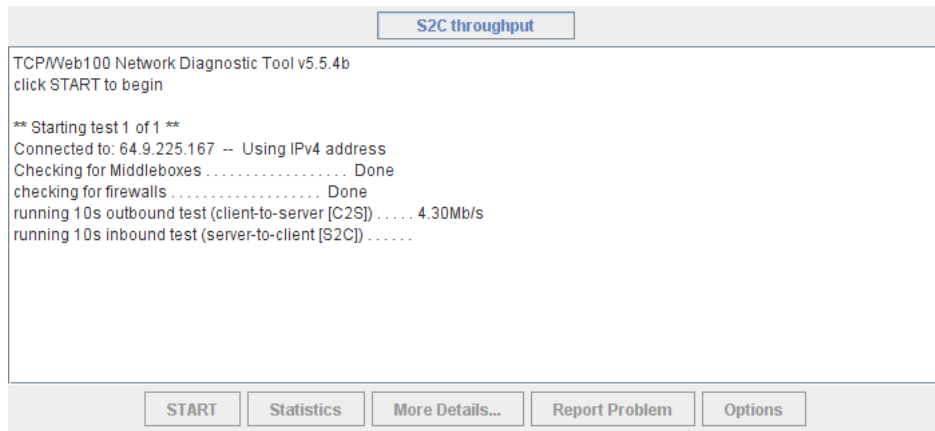 S2C throughput
TCP/Web100 Network Diagnostic Tool v5.5.4b
click START to begin
** Starting test 1 of 1 **
Connected to: 64.9.225.167 -- Using IPv4 address
Checking for Middleboxes . . . . . . . . . . . . . . . . . . Done
checking for firewalls . . . . . . . . . . . . . . . . . . . Done
running 10s outbound test (client-to-server [C2S]) . . . . . 4.30Mb/s
running 10s inbound test (server-to-client [S2C]) . . . . . .
START Statistics More Details... Report Problem Options